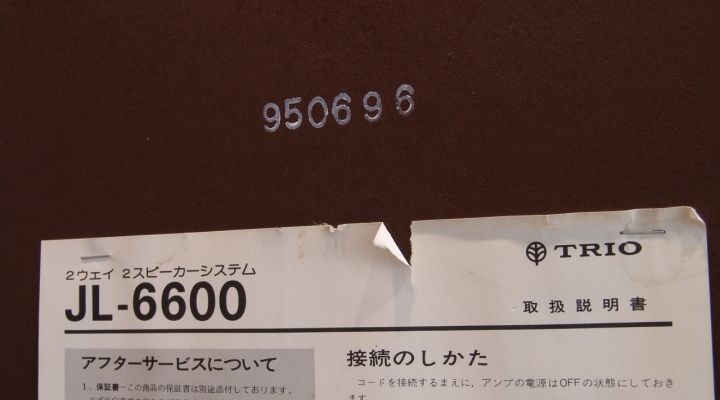 950696
2ウェイ 2スピーカーシステム
JL-6600
TRIO
取扱説明書
アフターサービスについて
1. 保証書―この商品の保証書は別途添付しております。
接続のしかた
コードを接続するまえに、アンプの電源はOFFの状態にしておき
ます